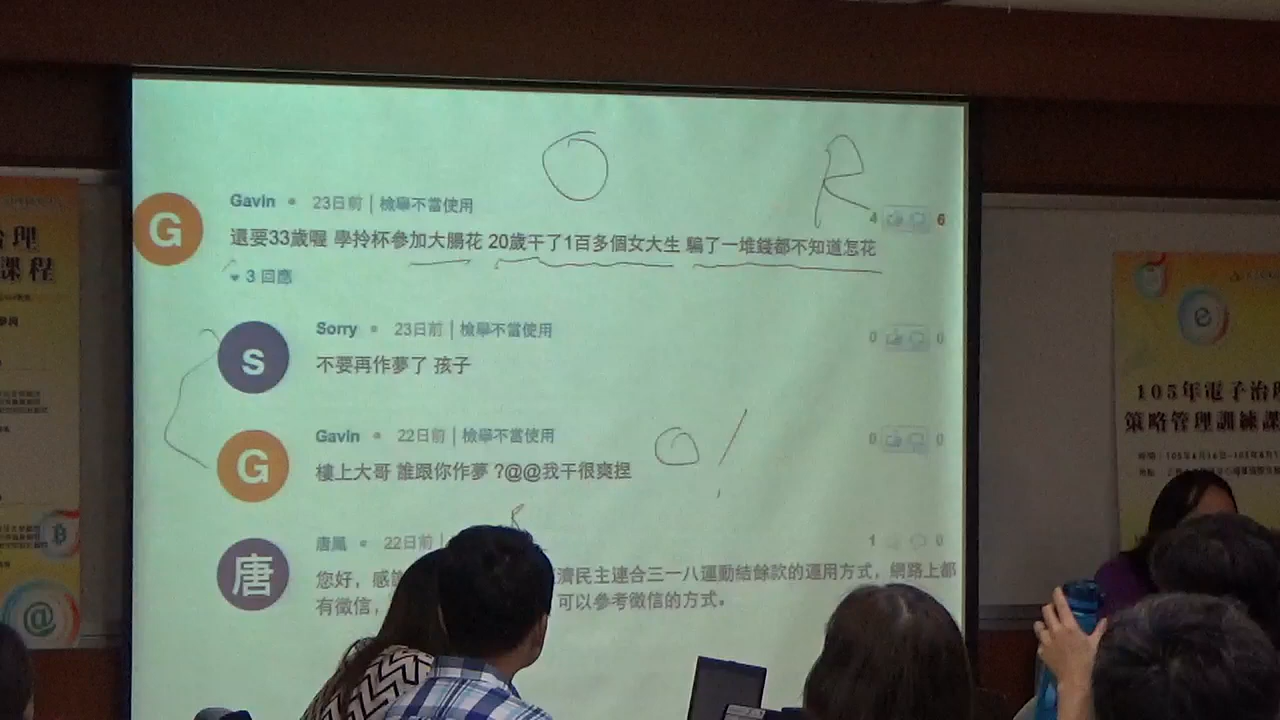 O R
G
Gavin • 23日前 | 檢舉不當使用
還要33歲喔 學拎杯參加大腸花 20歲干了1百多個女大生 騙了一堆錢都不知道怎花
4 6
3 回應
S
Sorry • 23日前 | 檢舉不當使用
不要再作夢了 孩子
0 0
G
Gavin • 22日前 | 檢舉不當使用
樓上大哥 誰跟你作夢 ?@@我干很爽捏
0 0
O !
唐
唐鳳 • 22日前 |
1 0
您好，感 濟民主連合三一八運動結餘款的運用方式，網路上都
有徵信， 可以參考徵信的方式。
治理
課程
@
e
105年電子治理
策略管理訓練課